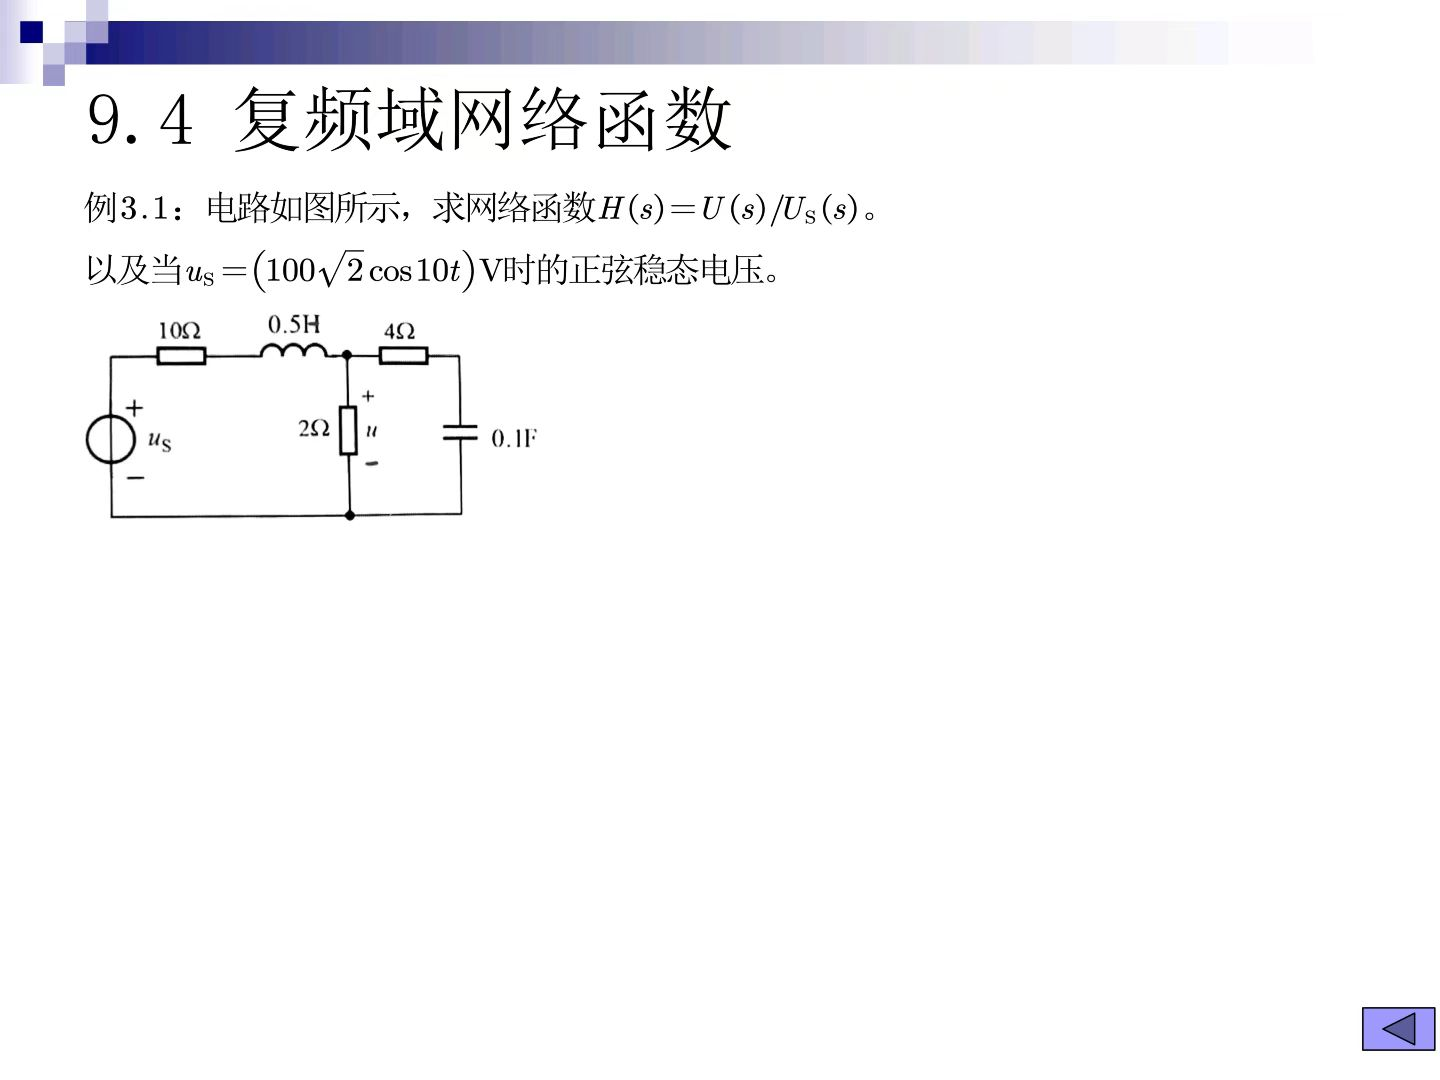 9.4 复频域网络函数
例3.1：电路如图所示，求网络函数H(s)=U(s)/U_S(s)。
以及当u_S=(100√2cos10t)V时的正弦稳态电压。
10Ω
0.5H
4Ω
+
u_S
−
2Ω
+
u
−
0.1F